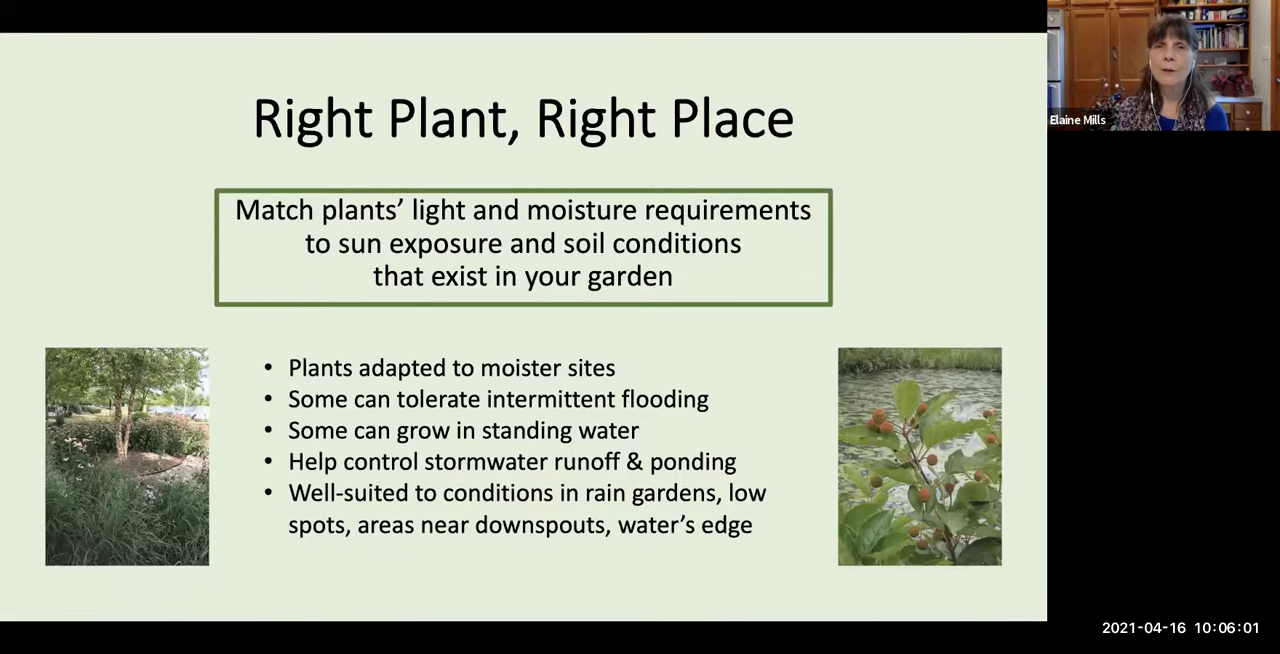 Right Plant, Right Place
Match plants’ light and moisture requirements
to sun exposure and soil conditions
that exist in your garden
• Plants adapted to moister sites
• Some can tolerate intermittent flooding
• Some can grow in standing water
• Help control stormwater runoff & ponding
• Well-suited to conditions in rain gardens, low
spots, areas near downspouts, water’s edge
Elaine Mills
2021-04-16 10:06:01